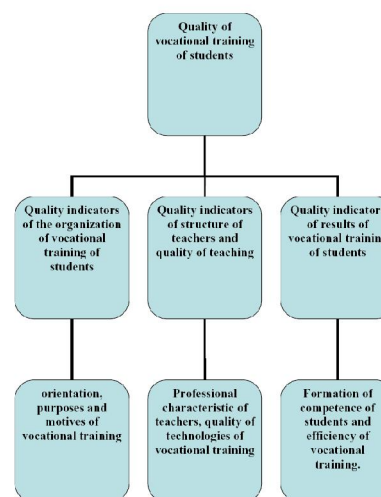 Quality of
vocational training
of students
Quality indicators
of the organization
of vocational
training of
students
Quality indicators
of structure of
teachers and
quality of teaching
Quality indicator
of results of
vocational trainin
of students
orientation,
purposes and
motives of
vocational training
Professional
characteristic of
teachers, quality of
technologies of
vocational training
Formation of
competence of
students and
efficiency of
vocational
training.